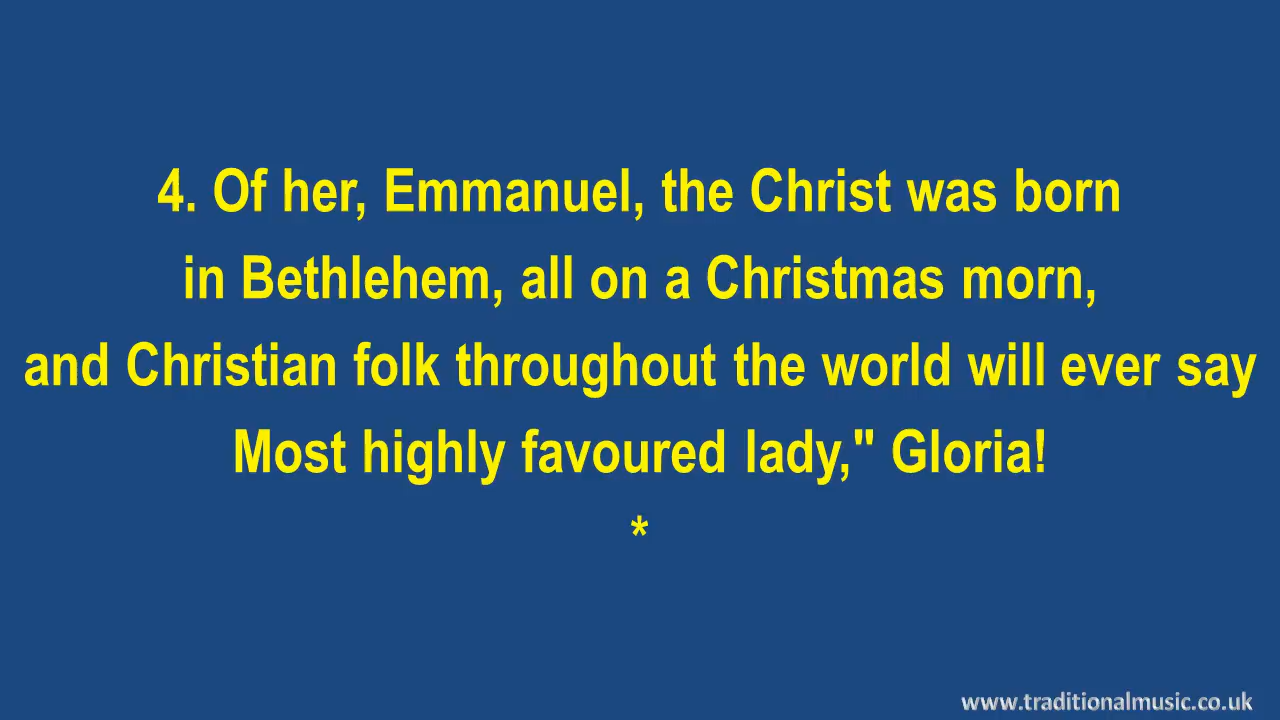 4. Of her, Emmanuel, the Christ was born
in Bethlehem, all on a Christmas morn,
and Christian folk throughout the world will ever say
Most highly favoured lady," Gloria!
*
www.traditionalmusic.co.uk